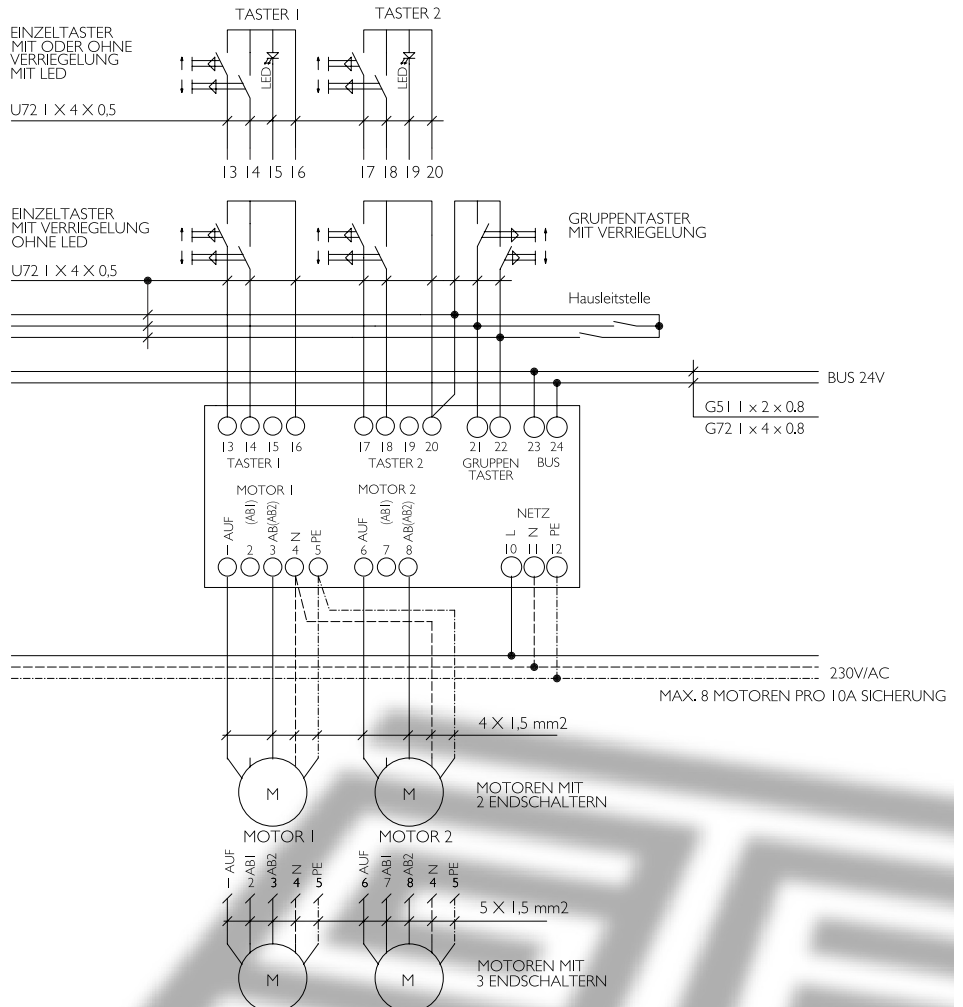 TASTER 1
TASTER 2
EINZELTASTER
MIT ODER OHNE
VERRIEGELUNG
MIT LED
LED
LED
U72 1 X 4 X 0,5
13 14 15 16
17 18 19 20
EINZELTASTER
MIT VERRIEGELUNG
OHNE LED
GRUPPENTASTER
MIT VERRIEGELUNG
U72 1 X 4 X 0,5
Hausleitstelle
BUS 24V
G51 1 x 2 x 0.8
G72 1 x 4 x 0.8
13 14 15 16
17 18 19 20
21 22
23 24
TASTER 1
TASTER 2
GRUPPEN
TASTER
BUS
MOTOR 1
MOTOR 2
NETZ
AUF
(AB1)
AB(AB2)
N
PE
AUF
(AB1)
AB(AB2)
L
N
PE
1 2 3 4 5
6 7 8
10 11 12
230V/AC
MAX. 8 MOTOREN PRO 10A SICHERUNG
4 X 1,5 mm2
M
M
MOTOREN MIT
2 ENDSCHALTERN
MOTOR 1
MOTOR 2
AUF
AB1
AB2
N
PE
AUF
AB1
AB2
N
PE
1 2 3 4 5
6 7 8 4 5
5 X 1,5 mm2
M
M
MOTOREN MIT
3 ENDSCHALTERN